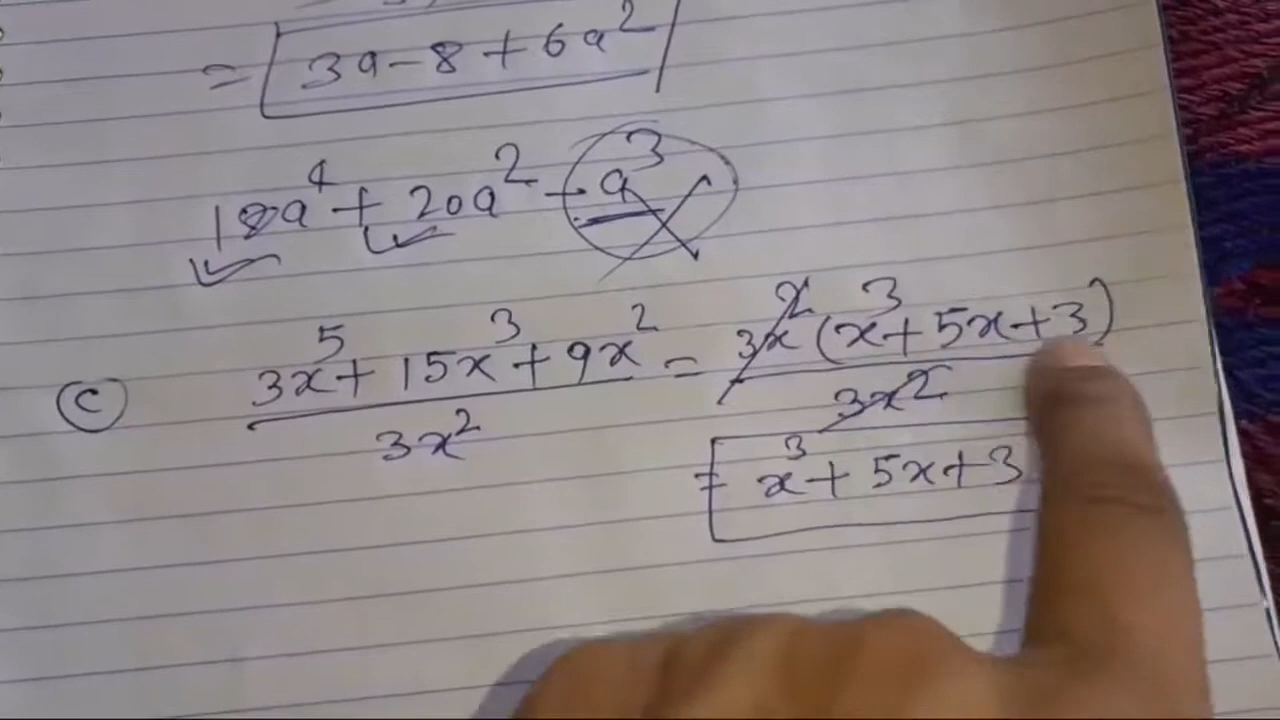 = 3a-8+6a²
18a⁴ + 20a² + a³
(C) 3x⁵ + 15x³ + 9x² / 3x² = 3x²(x³ + 5x + 3) / 3x²
= x³ + 5x + 3